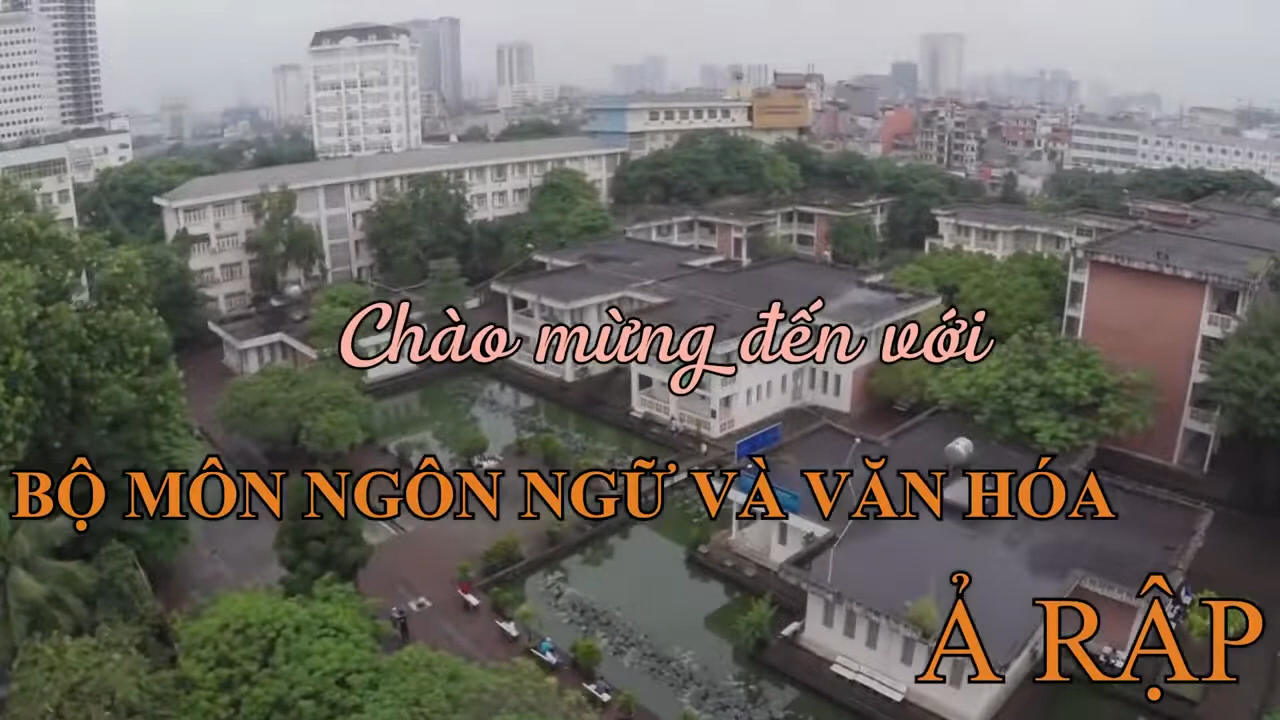 Chào mừng đến với
BỘ MÔN NGÔN NGỮ VÀ VĂN HÓA
Ả RẬP